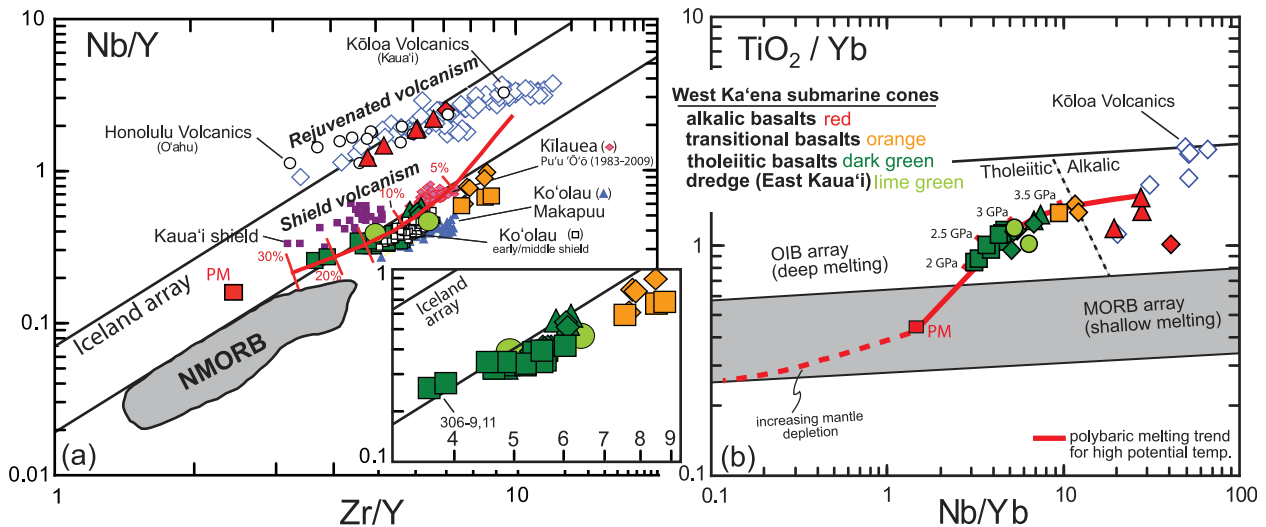 Nb/Y
10
1
0.1
0.01
1
10
Zr/Y
(a)
Kōloa Volcanics
(Kaua'i)
Rejuvenated volcanism
Honolulu Volcanics
(O'ahu)
Kīlauea ( )
Pu'u 'Ō'ō (1983-2009)
5%
10%
Shield volcanism
Ko'olau
Makapuu
Kaua'i shield
Ko'olau ( )
early/middle shield
30%
20%
PM
Iceland array
NMORB
Iceland
array
1
306-9,11
4 5 6 7 8 9
0.1
TiO2 / Yb
10
1
0.1
0.1
1
10
100
Nb/Yb
(b)
West Ka'ena submarine cones
alkalic basalts red
transitional basalts orange
tholeiitic basalts dark green
dredge (East Kaua'i) lime green
Kōloa
Volcanics
Tholeiitic
Alkalic
3.5 GPa
3 GPa
2.5 GPa
2 GPa
OIB array
(deep melting)
MORB array
(shallow melting)
PM
increasing mantle
depletion
polybaric melting trend
for high potential temp.